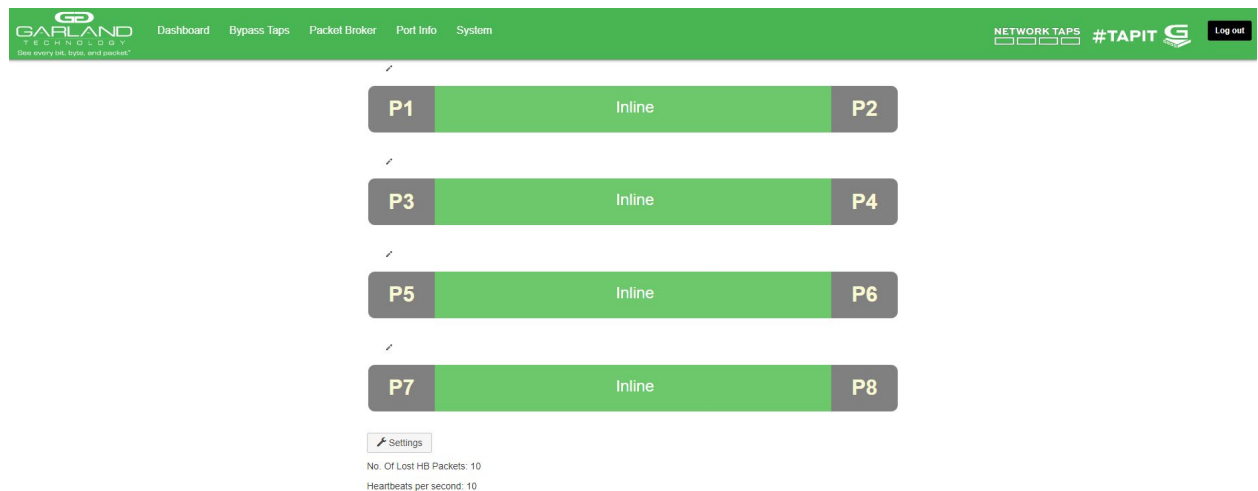 GARLAND
TECHNOLOGY
See every bit, byte, and packet®
Dashboard Bypass Taps Packet Broker Port Info System
NETWORK TAPS
#TAPIT
Log out
P1 Inline P2
P3 Inline P4
P5 Inline P6
P7 Inline P8
Settings
No. Of Lost HB Packets: 10
Heartbeats per second: 10